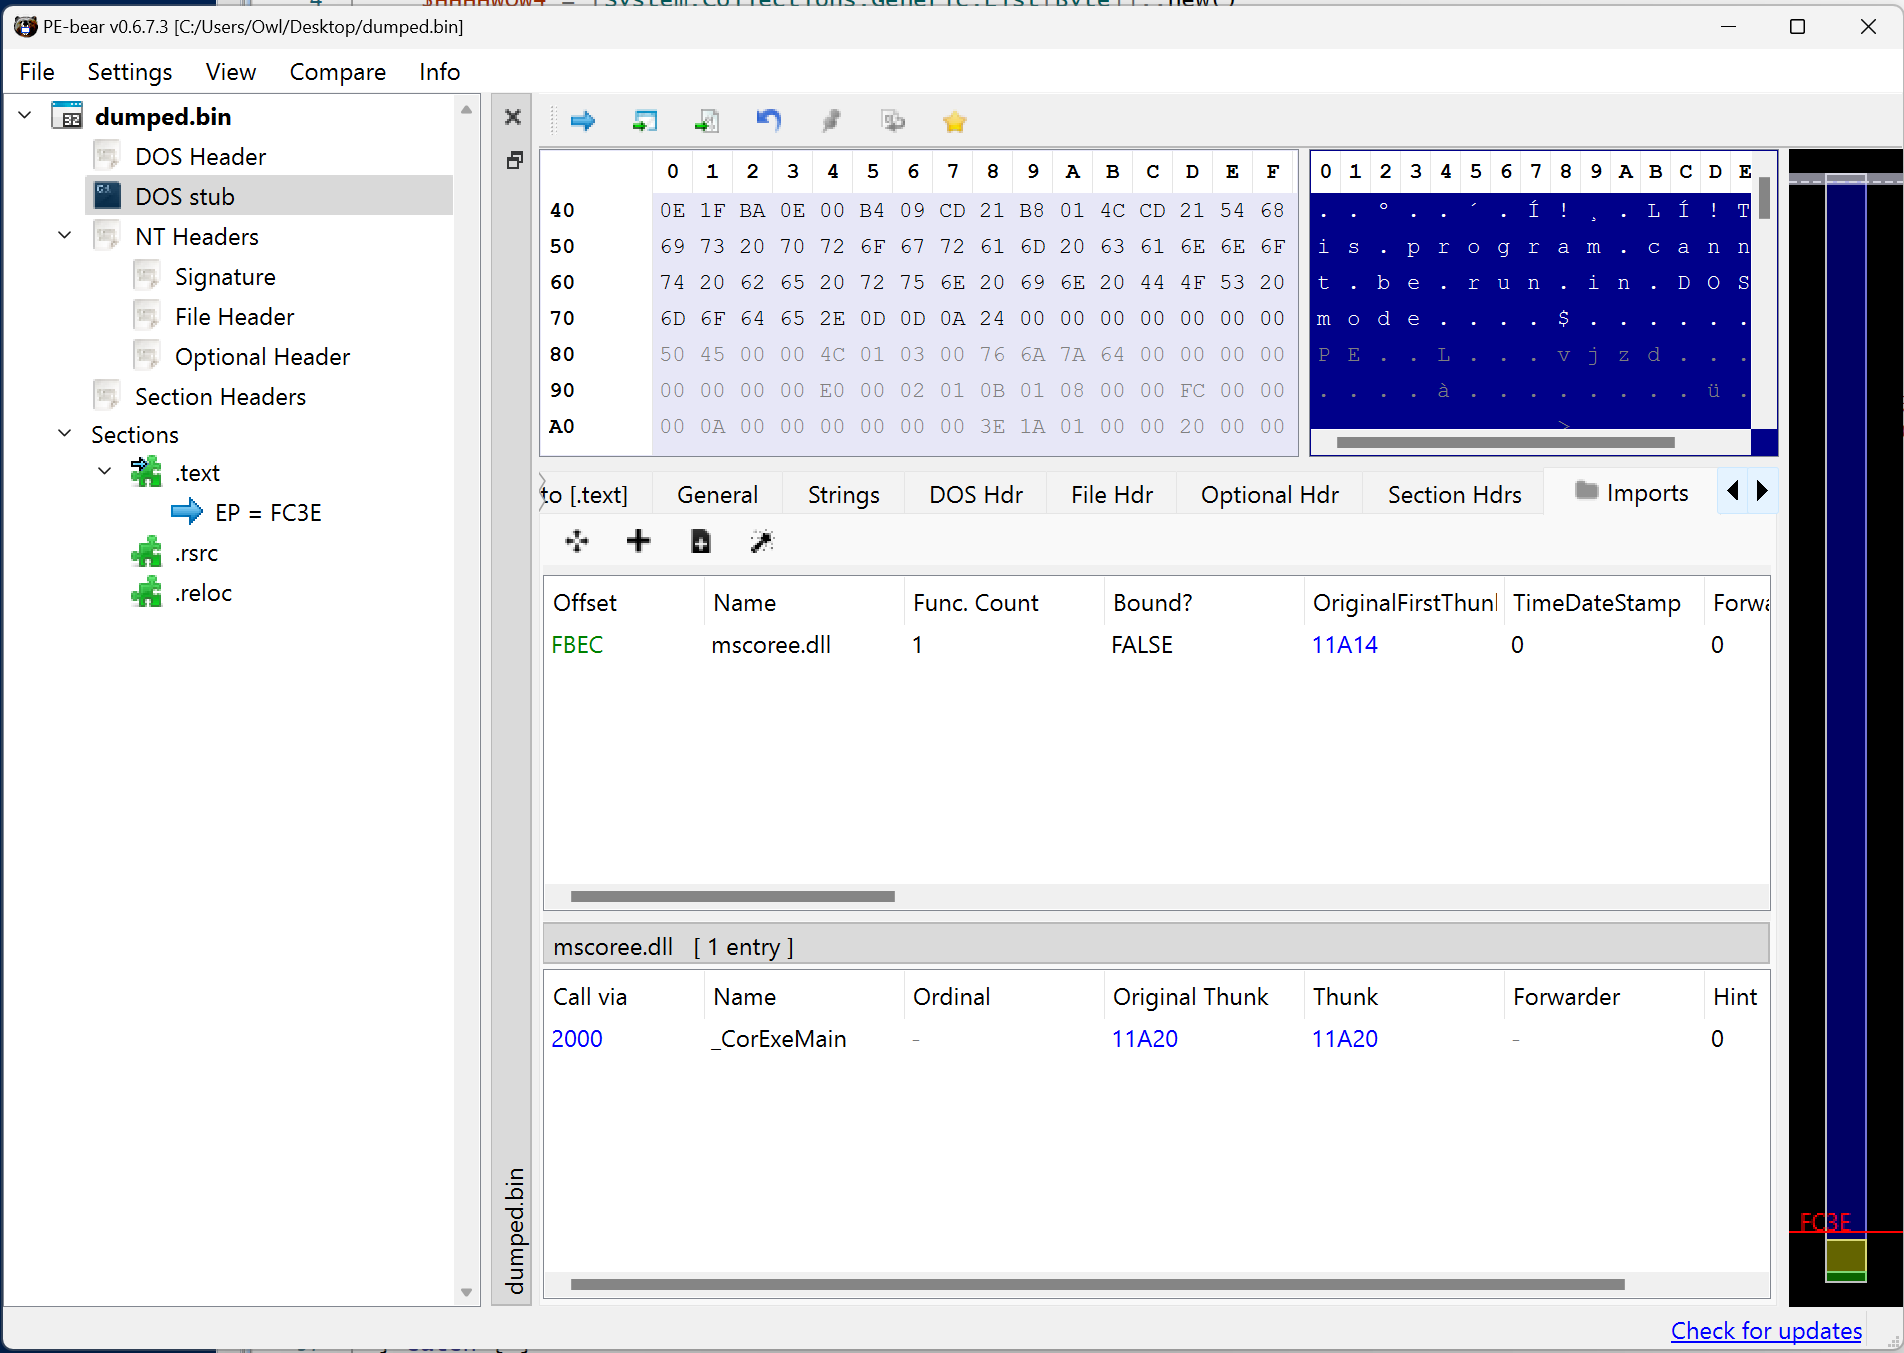 PE-bear v0.6.7.3 [C:/Users/Owl/Desktop/dumped.bin]
File Settings View Compare Info
dumped.bin
DOS Header
DOS stub
NT Headers
Signature
File Header
Optional Header
Section Headers
Sections
.text
EP = FC3E
.rsrc
.reloc
dumped.bin
0 1 2 3 4 5 6 7 8 9 A B C D E F
40 0E 1F BA 0E 00 B4 09 CD 21 B8 01 4C CD 21 54 68
50 69 73 20 70 72 6F 67 72 61 6D 20 63 61 6E 6E 6F
60 74 20 62 65 20 72 75 6E 20 69 6E 20 44 4F 53 20
70 6D 6F 64 65 2E 0D 0D 0A 24 00 00 00 00 00 00 00
80 50 45 00 00 4C 01 03 00 76 6A 7A 64 00 00 00 00
90 00 00 00 00 E0 00 02 01 0B 01 08 00 00 FC 00 00
A0 00 0A 00 00 00 00 00 00 3E 1A 01 00 00 20 00 00
0 1 2 3 4 5 6 7 8 9 A B C D E
. . º . . ´ . Í ! ¸ . L Í ! T
i s . p r o g r a m . c a n n
t . b e . r u n . i n . D O S
m o d e . . . . $ . . . . . .
P E . . L . . . v j z d . . .
. . . . à . . . . . . . . ü .
>
to [.text] General Strings DOS Hdr File Hdr Optional Hdr Section Hdrs Imports
Offset Name Func. Count Bound? OriginalFirstThunk TimeDateStamp Forwa
FBEC mscoree.dll 1 FALSE 11A14 0 0
mscoree.dll [ 1 entry ]
Call via Name Ordinal Original Thunk Thunk Forwarder Hint
2000 _CorExeMain - 11A20 11A20 - 0
FC3E
Check for updates